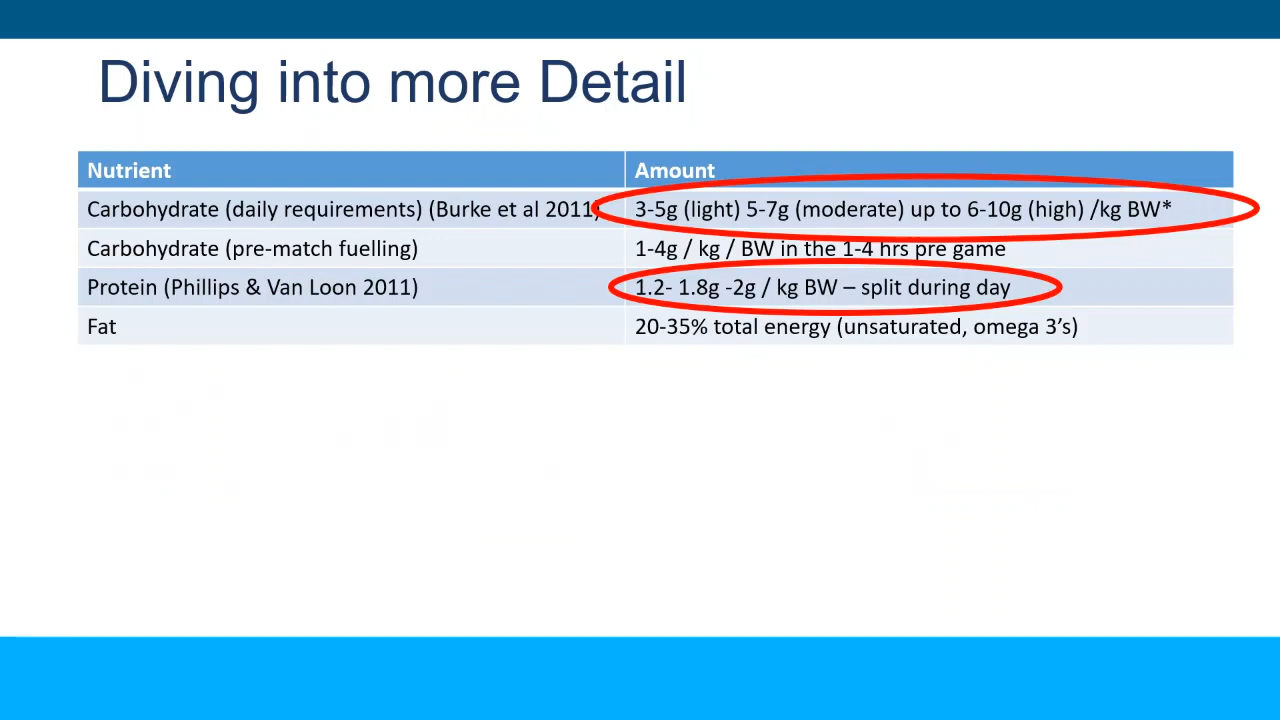 Diving into more Detail
Nutrient Amount
Carbohydrate (daily requirements) (Burke et al 2011) 3-5g (light) 5-7g (moderate) up to 6-10g (high) /kg BW*
Carbohydrate (pre-match fuelling) 1-4g / kg / BW in the 1-4 hrs pre game
Protein (Phillips & Van Loon 2011) 1.2- 1.8g -2g / kg BW – split during day
Fat 20-35% total energy (unsaturated, omega 3’s)